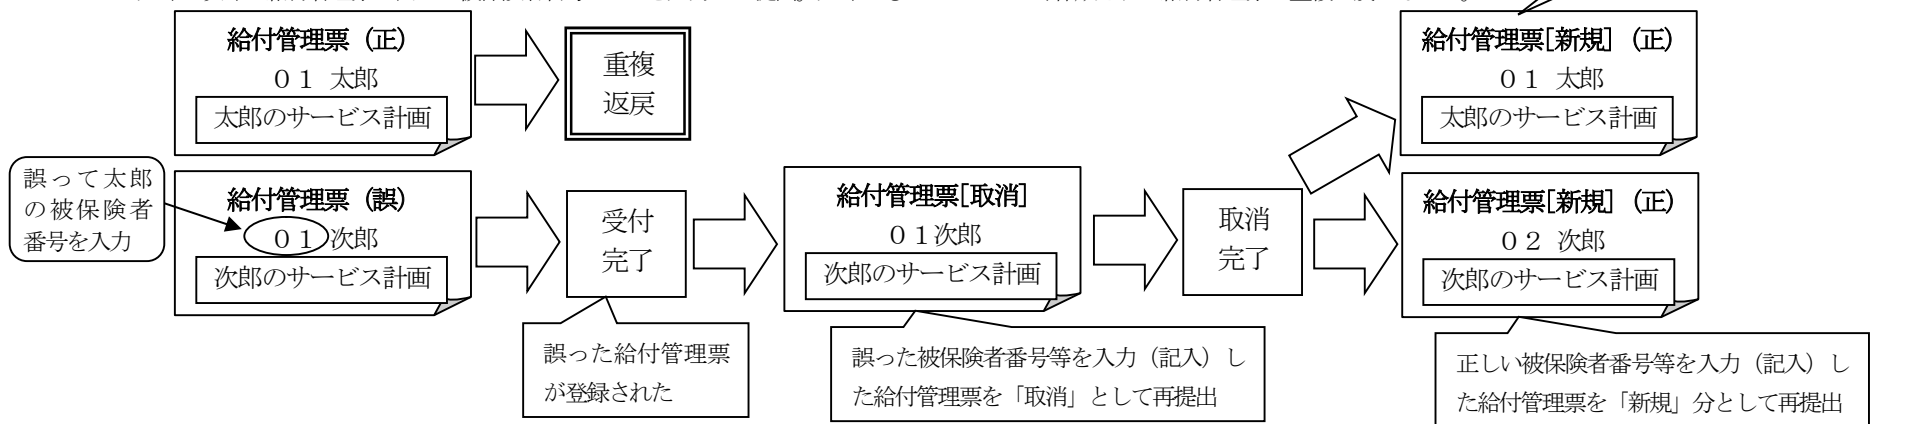 給付管理票（正）
０１ 太郎
太郎のサービス計画
重複
返戻
給付管理票[新規]（正）
０１ 太郎
太郎のサービス計画
誤って太郎
の被保険者
番号を入力
給付管理票（誤）
０１次郎
次郎のサービス計画
受付
完了
給付管理票[取消]
０１次郎
次郎のサービス計画
取消
完了
給付管理票[新規]（正）
０２ 次郎
次郎のサービス計画
誤った給付管理票
が登録された
誤った被保険者番号等を入力（記入）し
た給付管理票を「取消」として再提出
正しい被保険者番号等を入力（記入）し
た給付管理票を「新規」分として再提出